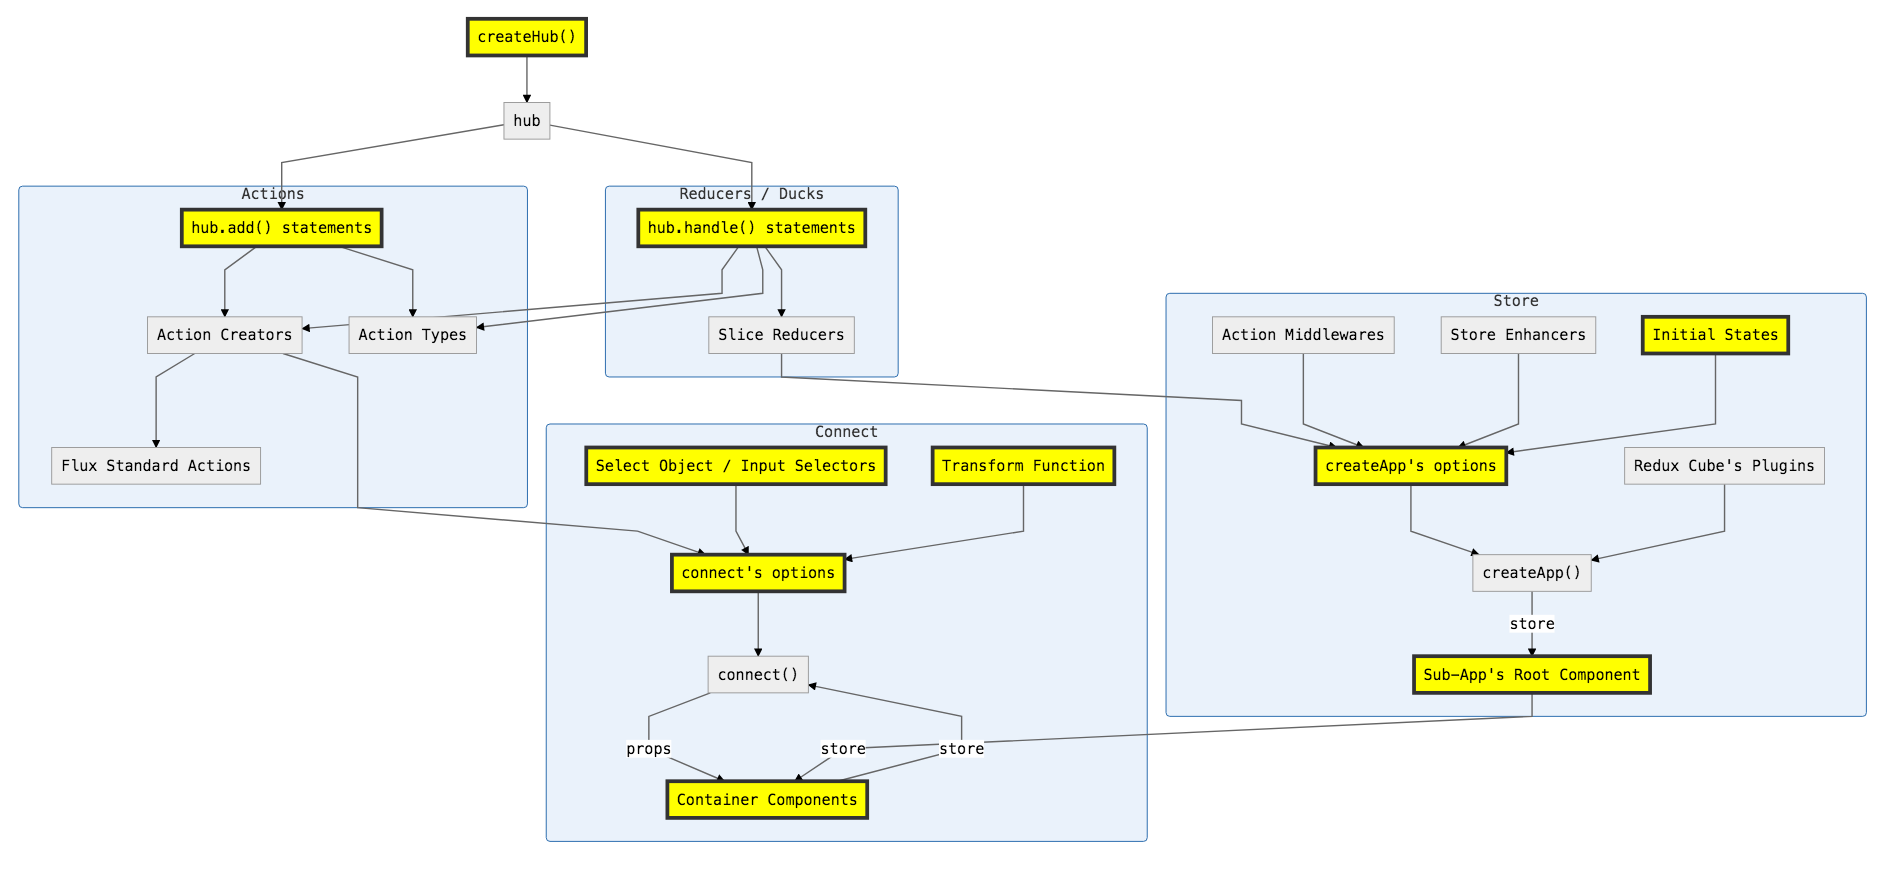 createHub()
hub
Actions
hub.add() statements
Action Creators
Action Types
Flux Standard Actions
Reducers / Ducks
hub.handle() statements
Slice Reducers
Store
Action Middlewares
Store Enhancers
Initial States
createApp's options
Redux Cube's Plugins
createApp()
store
Sub-App's Root Component
Connect
Select Object / Input Selectors
Transform Function
connect's options
connect()
props
store
store
Container Components